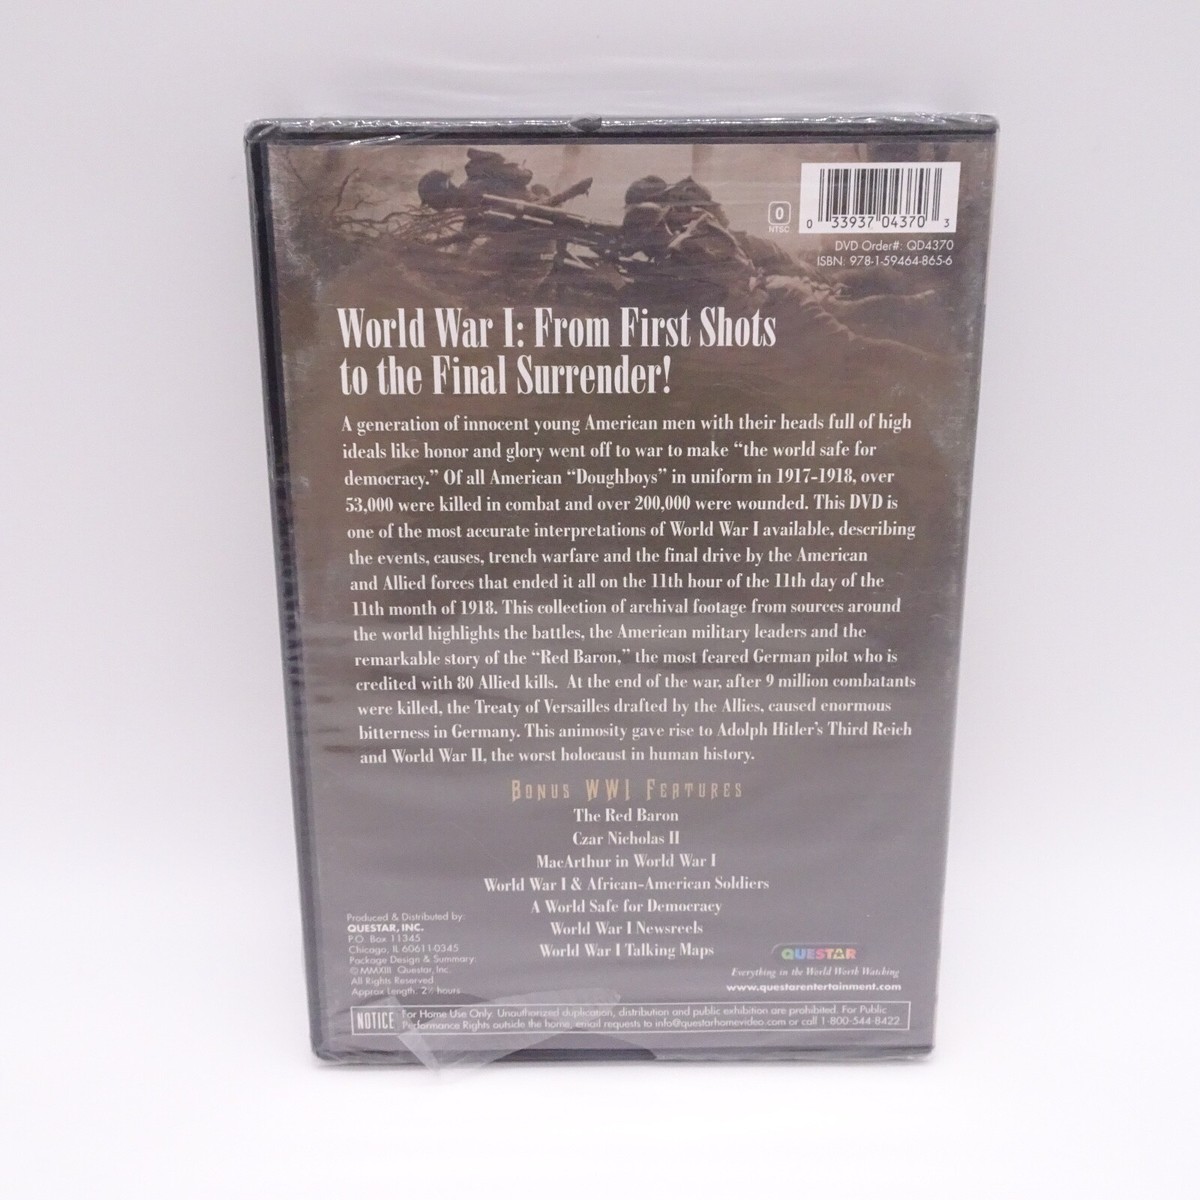 0
NTSC
0 33937 04370 3
DVD Order#: QD4370
ISBN: 978-1-59464-865-6
World War I: From First Shots
to the Final Surrender!
A generation of innocent young American men with their heads full of high
ideals like honor and glory went off to war to make “the world safe for
democracy.” Of all American “Doughboys” in uniform in 1917-1918, over
53,000 were killed in combat and over 200,000 were wounded. This DVD is
one of the most accurate interpretations of World War I available, describing
the events, causes, trench warfare and the final drive by the American
and Allied forces that ended it all on the 11th hour of the 11th day of the
11th month of 1918. This collection of archival footage from sources around
the world highlights the battles, the American military leaders and the
remarkable story of the “Red Baron,” the most feared German pilot who is
credited with 80 Allied kills. At the end of the war, after 9 million combatants
were killed, the Treaty of Versailles drafted by the Allies, caused enormous
bitterness in Germany. This animosity gave rise to Adolph Hitler’s Third Reich
and World War II, the worst holocaust in human history.
Bonus WWI Features
The Red Baron
Czar Nicholas II
MacArthur in World War I
World War I & African-American Soldiers
A World Safe for Democracy
World War I Newsreels
World War I Talking Maps
Produced & Distributed by:
QUESTAR, INC.
P.O. Box 11345
Chicago, IL 60611-0345
Package Design & Summary:
© MMXIII Questar, Inc.
All Rights Reserved
Approx Length: 2½ hours
QUESTAR
Everything in the World Worth Watching
www.questarentertainment.com
NOTICE
For Home Use Only. Unauthorized duplication, distribution and public exhibition are prohibited. For Public
Performance Rights outside the home, email requests to info@questarhomevideo.com or call 1-800-544-8422.